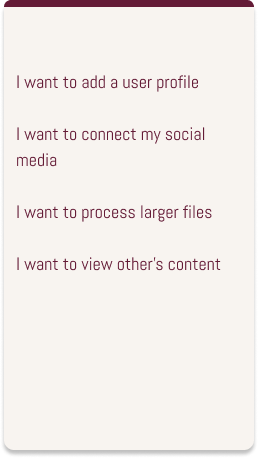 I want to add a user profile
I want to connect my social
media
I want to process larger files
I want to view other's content